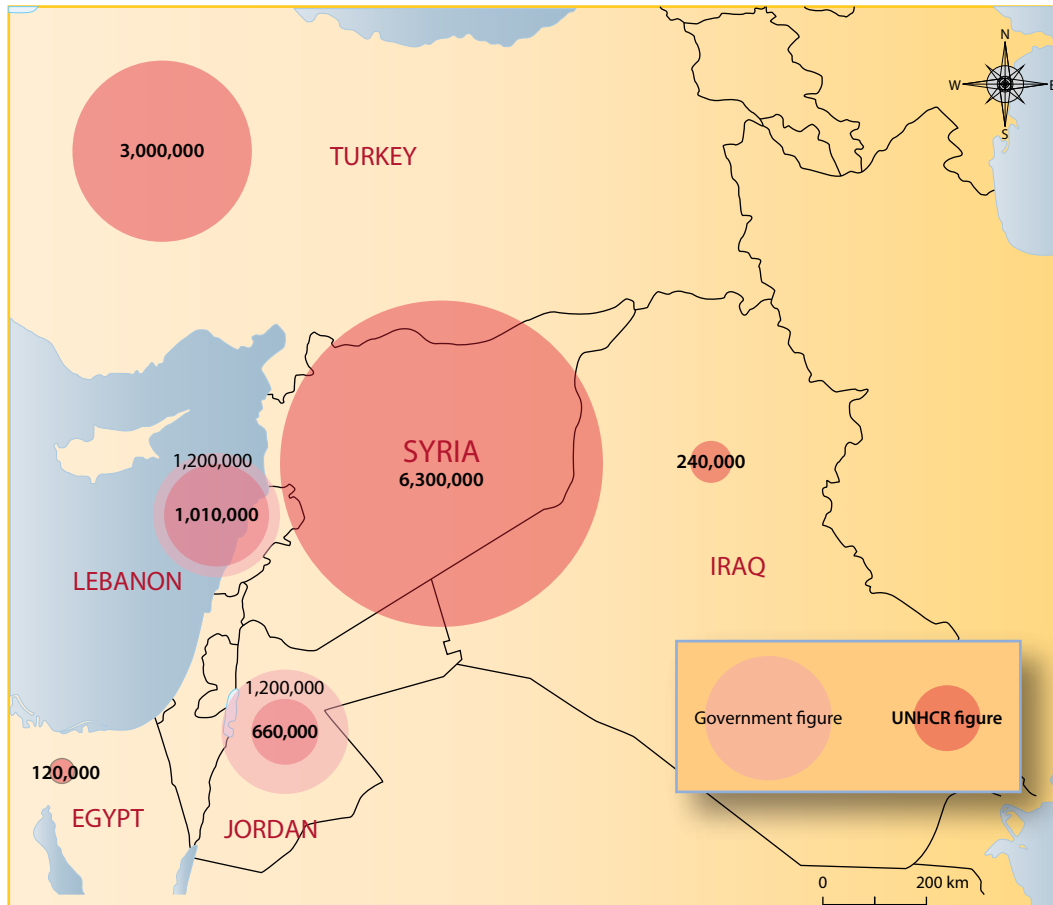 N
W
E
S
3,000,000
TURKEY
SYRIA
6,300,000
1,200,000
1,010,000
240,000
LEBANON
IRAQ
1,200,000
660,000
Government figure
UNHCR figure
120,000
EGYPT
JORDAN
0
200 km